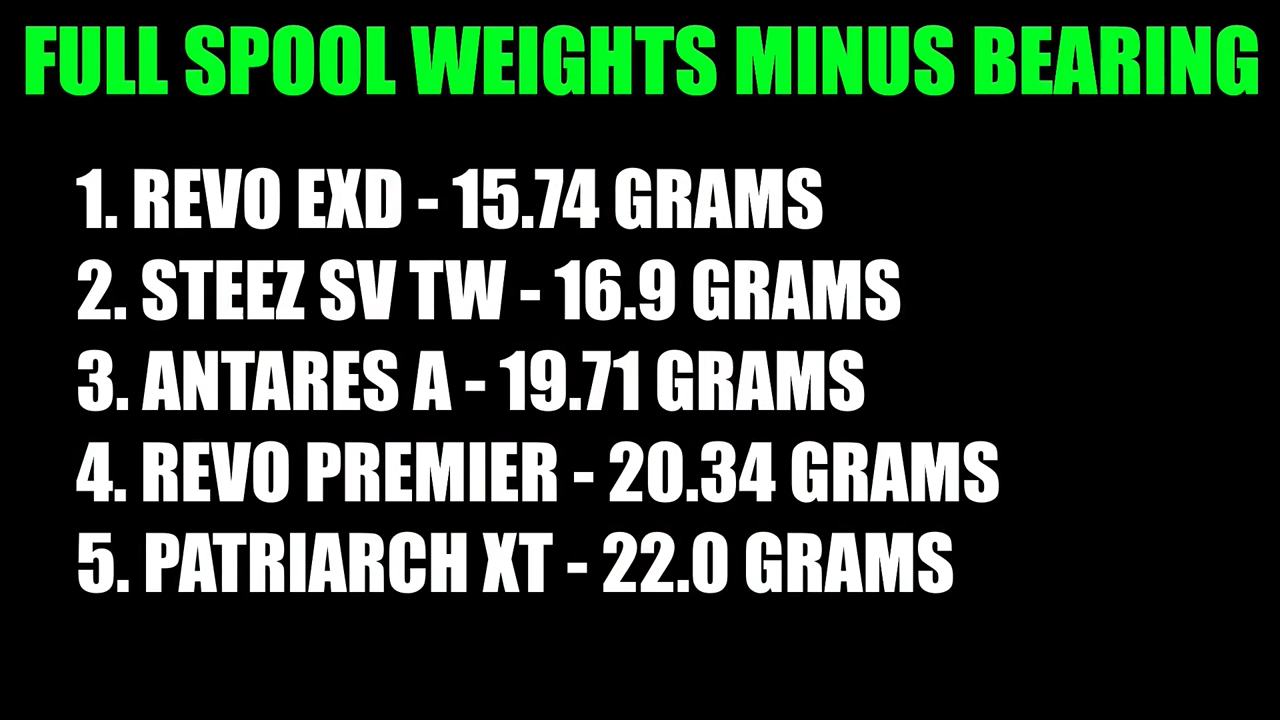 FULL SPOOL WEIGHTS MINUS BEARING
1. REVO EXD - 15.74 GRAMS
2. STEEZ SV TW - 16.9 GRAMS
3. ANTARES A - 19.71 GRAMS
4. REVO PREMIER - 20.34 GRAMS
5. PATRIARCH XT - 22.0 GRAMS